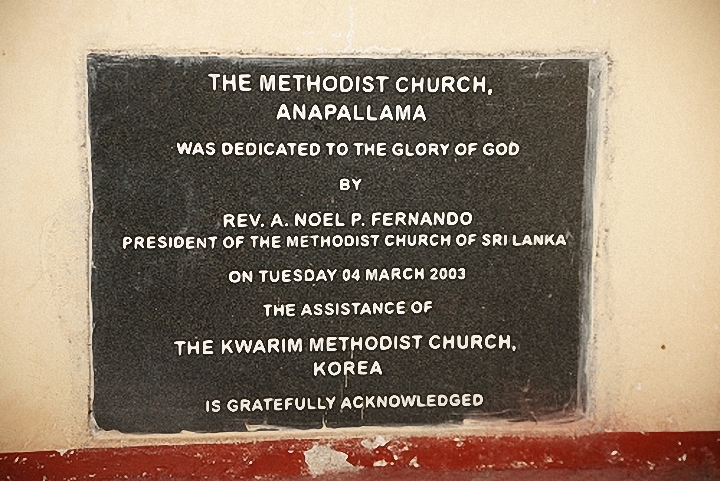 THE METHODIST CHURCH,
ANAPALLAMA
WAS DEDICATED TO THE GLORY OF GOD
BY
REV. A. NOEL P. FERNANDO
PRESIDENT OF THE METHODIST CHURCH OF SRI LANKA
ON TUESDAY 04 MARCH 2003
THE ASSISTANCE OF
THE KWARIM METHODIST CHURCH,
KOREA
IS GRATEFULLY ACKNOWLEDGED